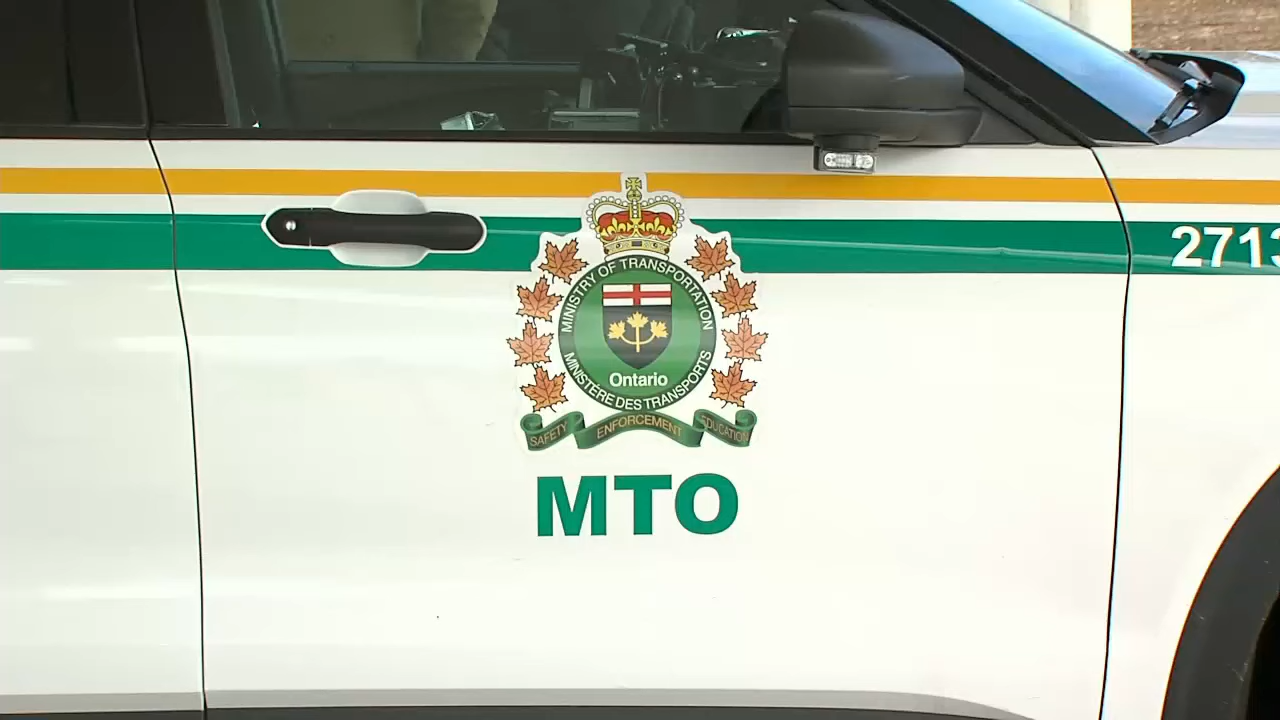 2713
MINISTRY OF TRANSPORTATION
Ontario
MINISTÈRE DES TRANSPORTS
SAFETY ENFORCEMENT EDUCATION
MTO